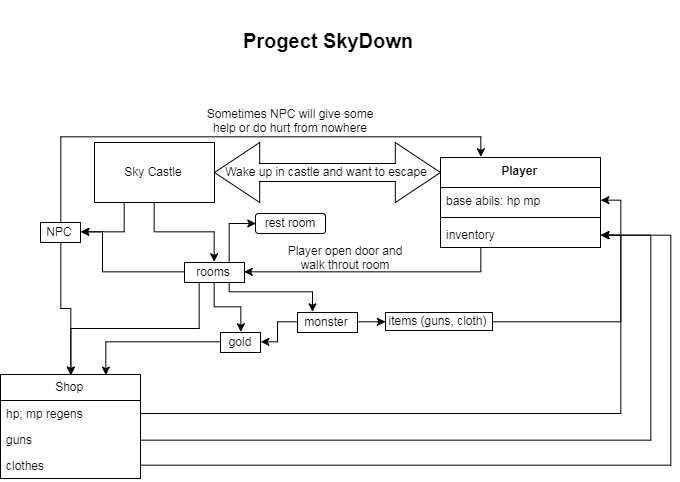 Progect SkyDown
Sometimes NPC will give some
help or do hurt from nowhere
Sky Castle
Wake up in castle and want to escape
Player
base abils: hp mp
inventory
NPC
rest room
Player open door and
walk throut room
rooms
monster
items (guns, cloth)
gold
Shop
hp; mp regens
guns
clothes